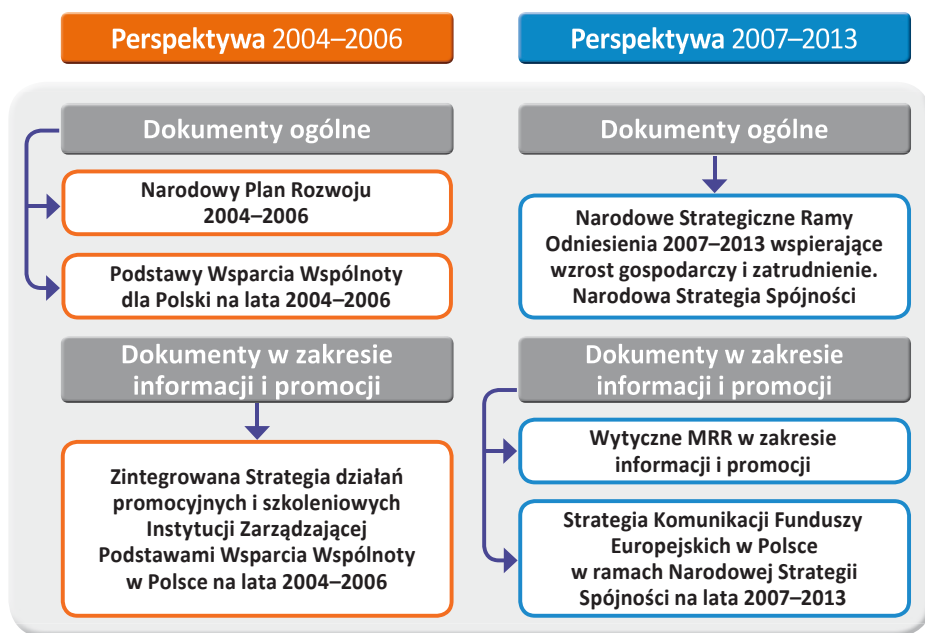 Perspektywa 2004–2006
Dokumenty ogólne
Narodowy Plan Rozwoju
2004–2006
Podstawy Wsparcia Wspólnoty
dla Polski na lata 2004–2006
Dokumenty w zakresie
informacji i promocji
Zintegrowana Strategia działań
promocyjnych i szkoleniowych
Instytucji Zarządzającej
Podstawami Wsparcia Wspólnoty
w Polsce na lata 2004–2006
Perspektywa 2007–2013
Dokumenty ogólne
Narodowe Strategiczne Ramy
Odniesienia 2007–2013 wspierające
wzrost gospodarczy i zatrudnienie.
Narodowa Strategia Spójności
Dokumenty w zakresie
informacji i promocji
Wytyczne MRR w zakresie
informacji i promocji
Strategia Komunikacji Funduszy
Europejskich w Polsce
w ramach Narodowej Strategii
Spójności na lata 2007–2013